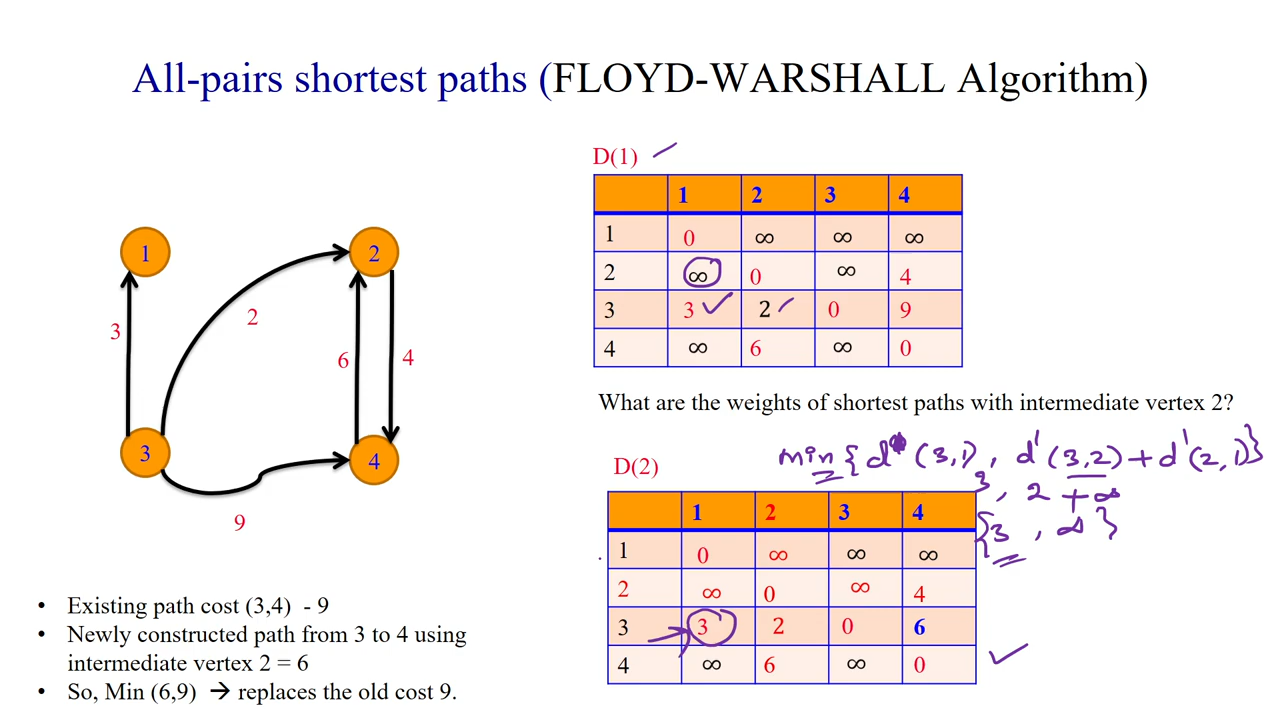 All-pairs shortest paths (FLOYD-WARSHALL Algorithm)
1
2
3
4
3
2
6
4
9
• Existing path cost (3,4) - 9
• Newly constructed path from 3 to 4 using
intermediate vertex 2 = 6
• So, Min (6,9) → replaces the old cost 9.
D(1)
1 2 3 4
1 0 ∞ ∞ ∞
2 ∞ 0 ∞ 4
3 3 2 0 9
4 ∞ 6 ∞ 0
What are the weights of shortest paths with intermediate vertex 2?
min { d (3,1), d¹(3,2) + d¹(2,1)}
3, 2 + ∞
{3, ∞}
D(2)
1 2 3 4
1 0 ∞ ∞ ∞
2 ∞ 0 ∞ 4
3 3 2 0 6
4 ∞ 6 ∞ 0